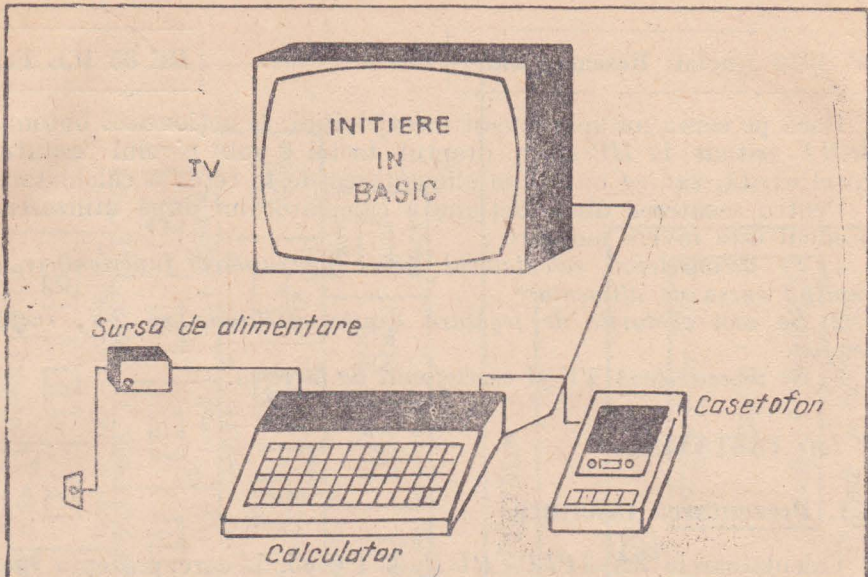 INITIERE
IN
BASIC
TV
Sursa de alimentare
Casetofon
Calculator